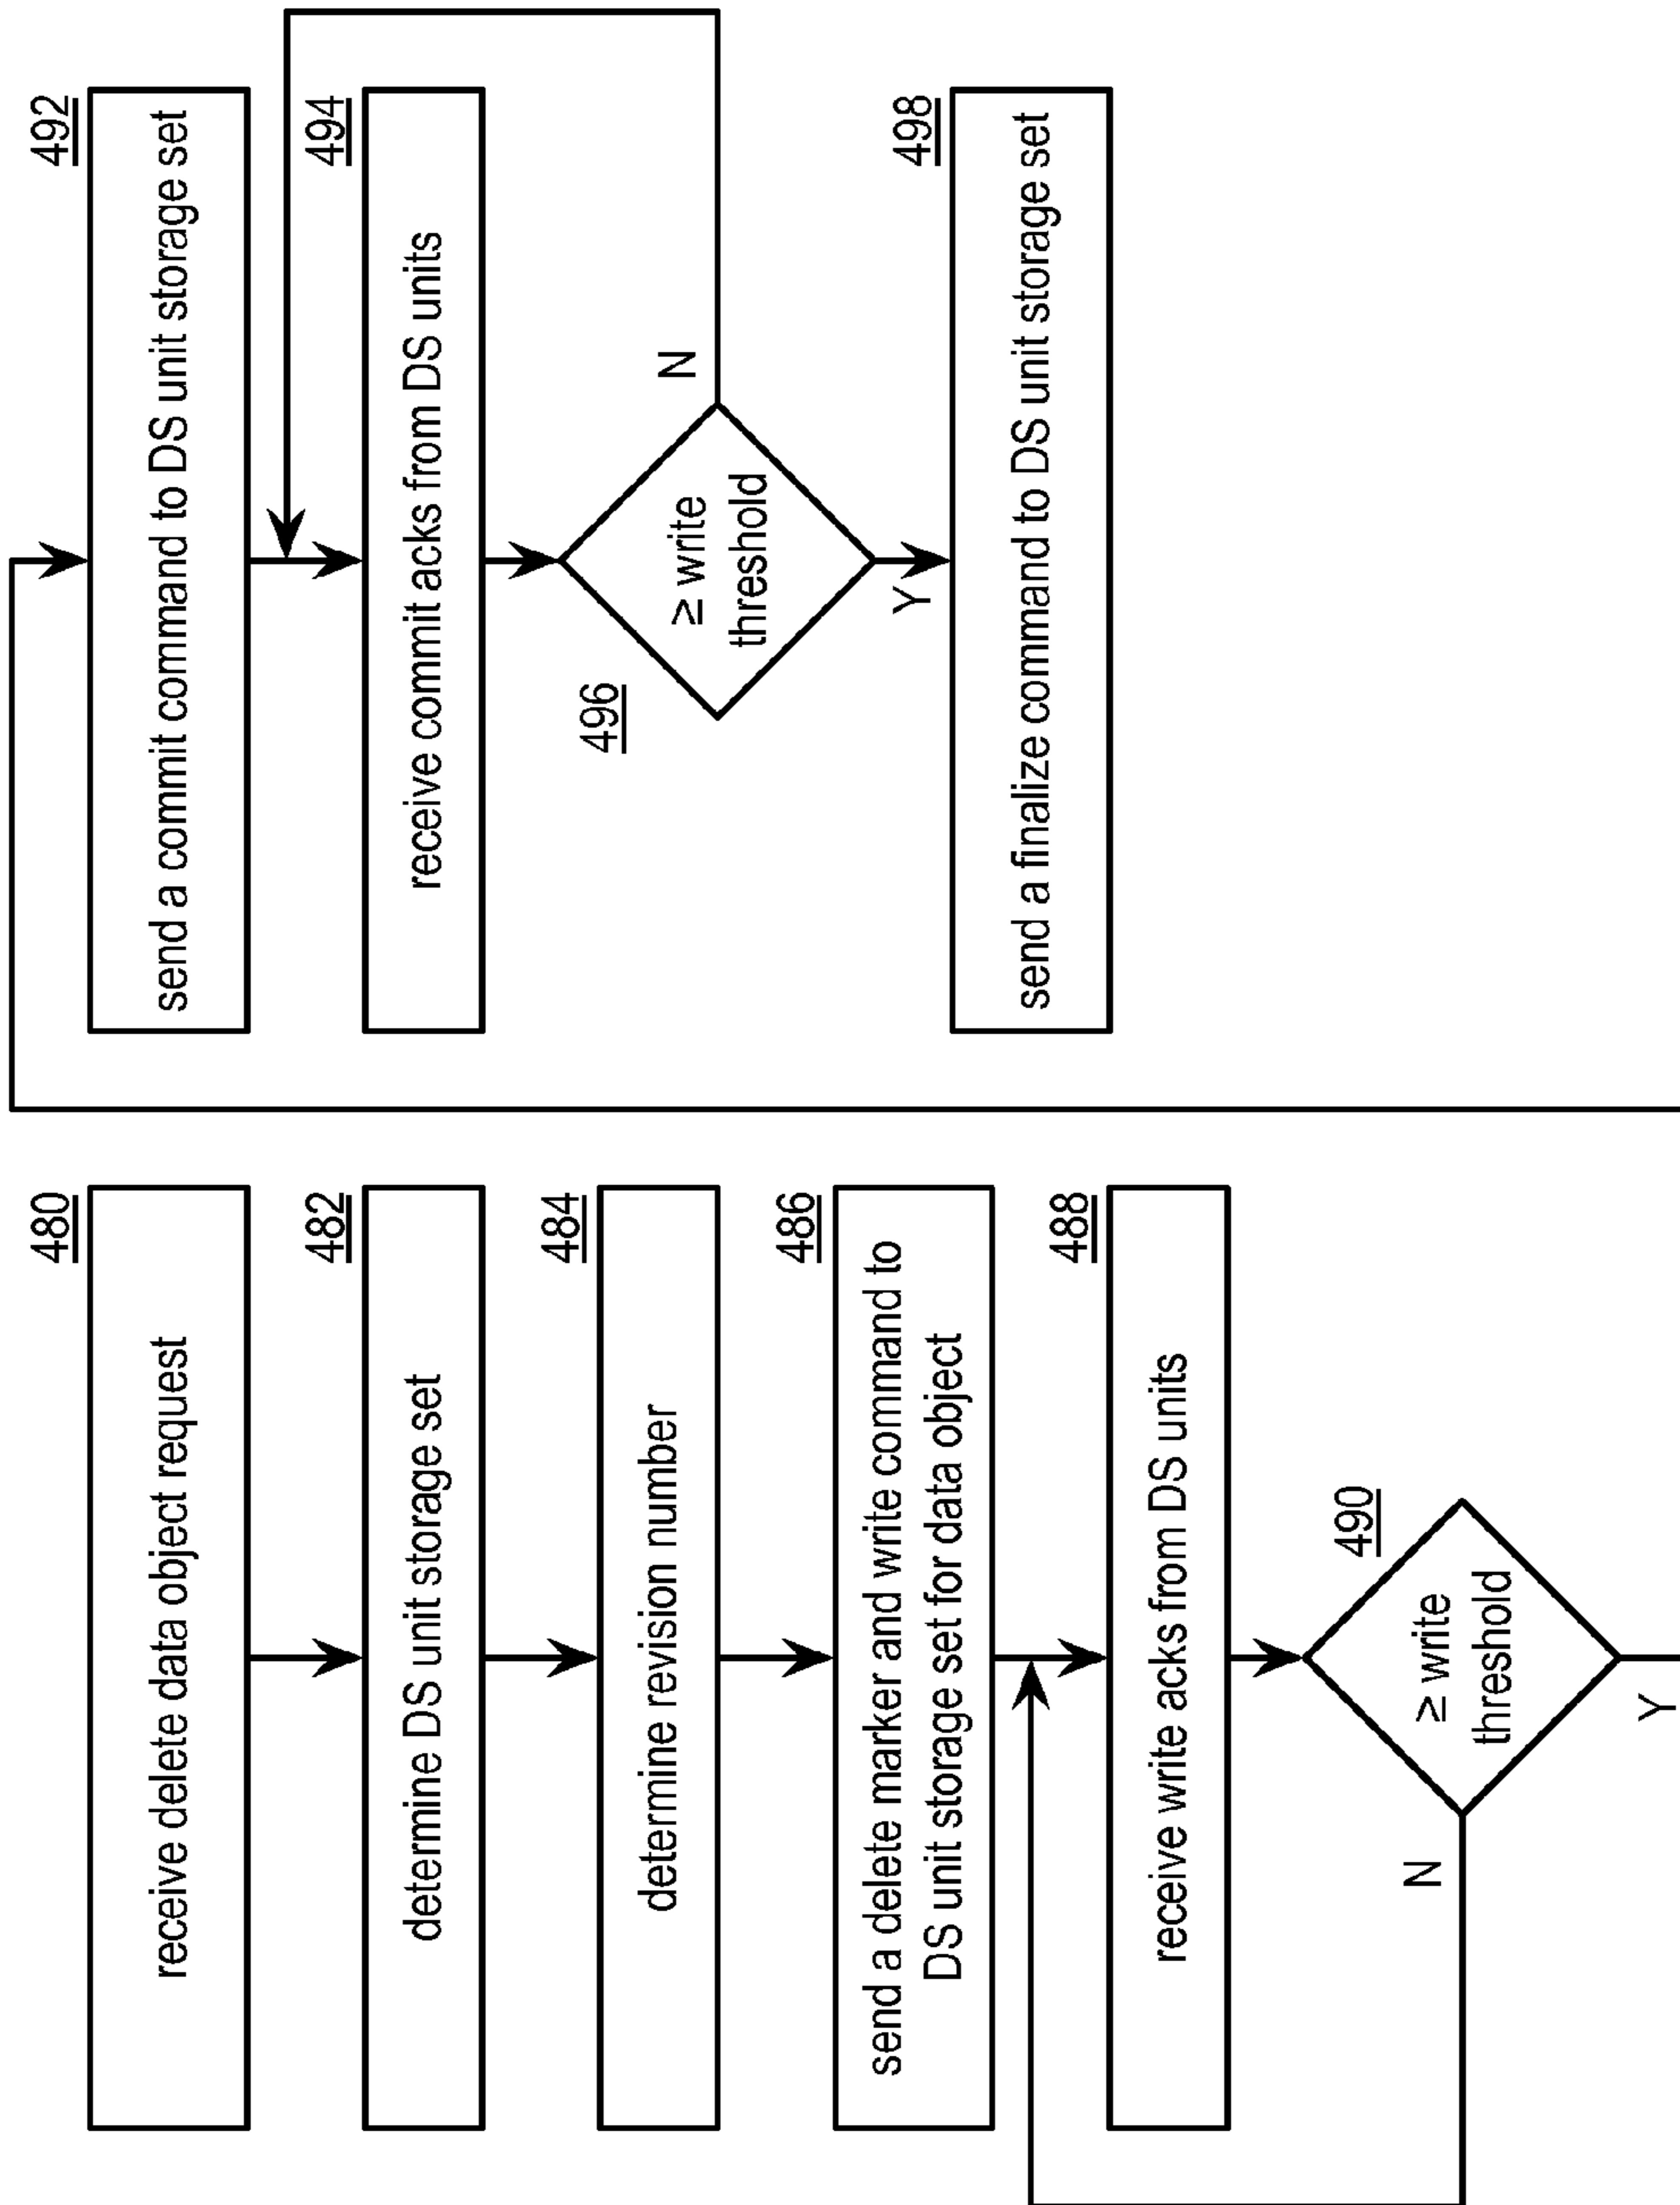 480
receive delete data object request
482
determine DS unit storage set
484
determine revision number
486
send a delete marker and write command to
DS unit storage set for data object
488
receive write acks from DS units
490
≥ write
threshold
N
Y
492
send a commit command to DS unit storage set
494
receive commit acks from DS units
496
≥ write
threshold
N
Y
498
send a finalize command to DS unit storage set